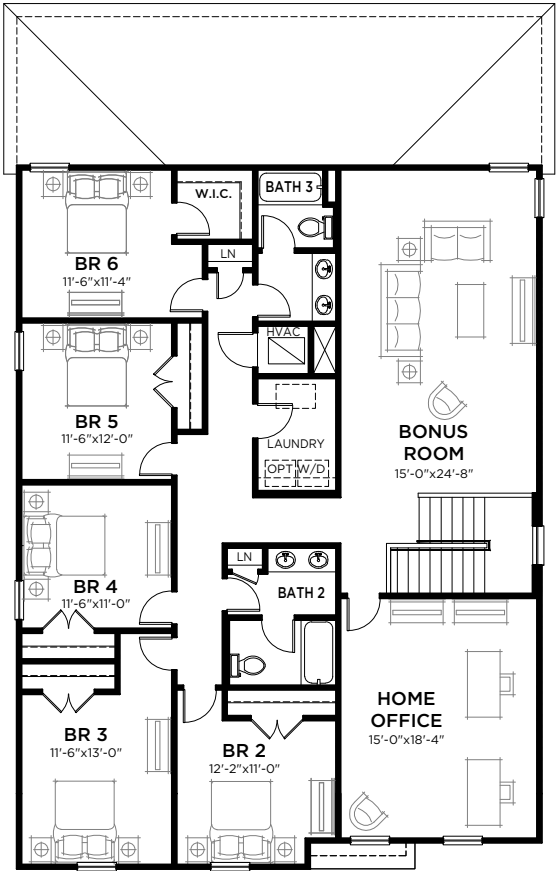 BATH 3
W.I.C.
LN
BR 6
11'-6"x11'-4"
HVAC
BR 5
11'-6"x12'-0"
BONUS
ROOM
15'-0"x24'-8"
LAUNDRY
OPT W/D
LN
BATH 2
BR 4
11'-6"x11'-0"
HOME
OFFICE
15'-0"x18'-4"
BR 3
11'-6"x13'-0"
BR 2
12'-2"x11'-0"